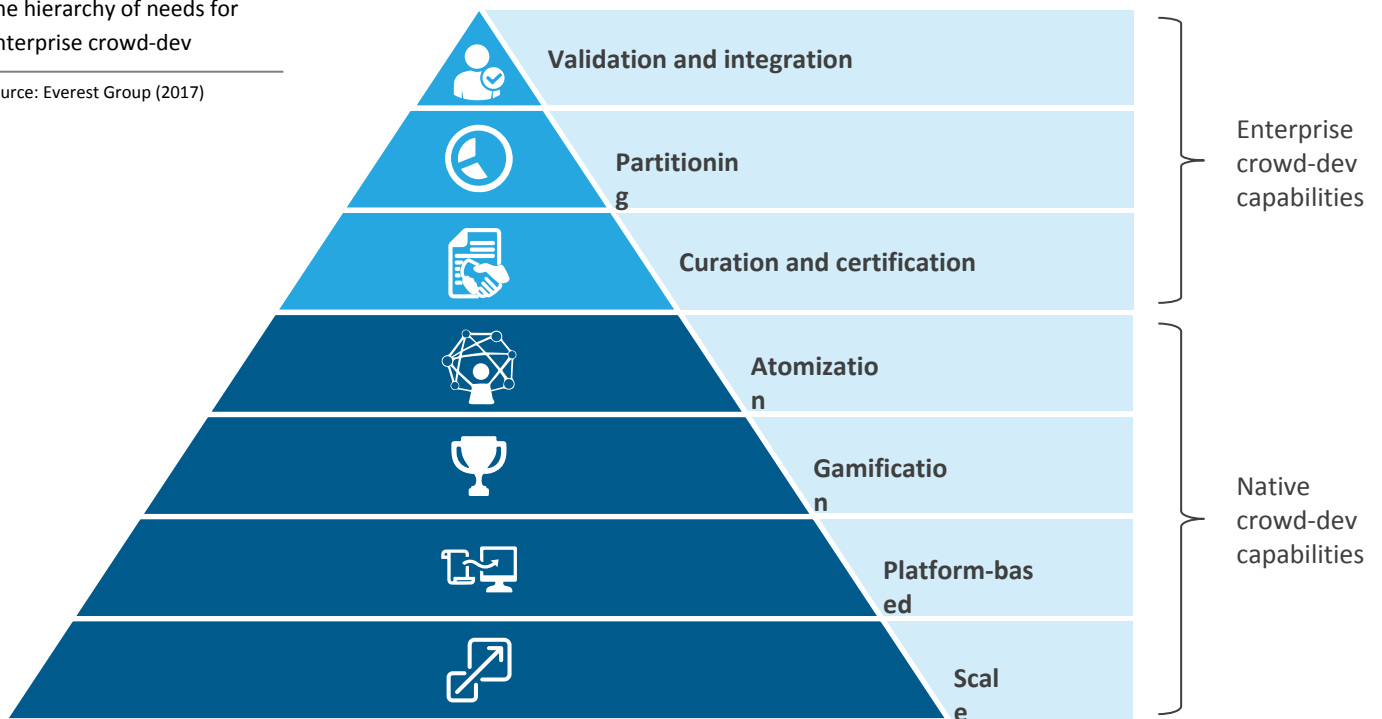 he hierarchy of needs for
nterprise crowd-dev
ource: Everest Group (2017)
Validation and integration
Partitionin
g
Curation and certification
Atomizatio
n
Gamificatio
n
Platform-bas
ed
Scal
e
Enterprise
crowd-dev
capabilities
Native
crowd-dev
capabilities